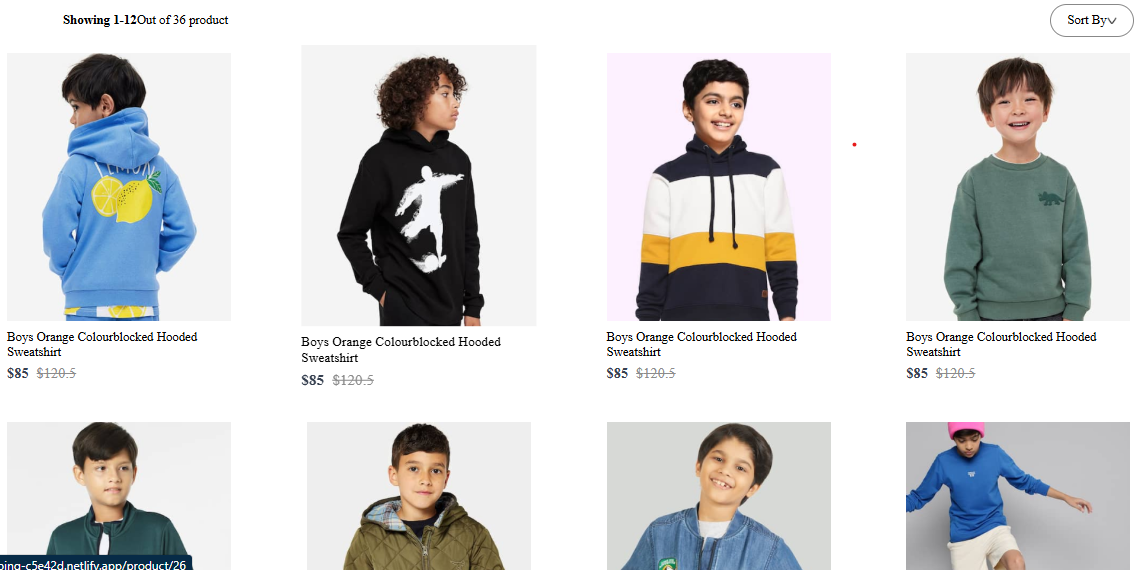 Showing 1-12Out of 36 product
Sort By
LEMON
Boys Orange Colourblocked Hooded
Sweatshirt
$85 $120.5
Boys Orange Colourblocked Hooded
Sweatshirt
$85 $120.5
Boys Orange Colourblocked Hooded
Sweatshirt
$85 $120.5
Boys Orange Colourblocked Hooded
Sweatshirt
$85 $120.5
ping-c5e42d.netlify.app/product/26